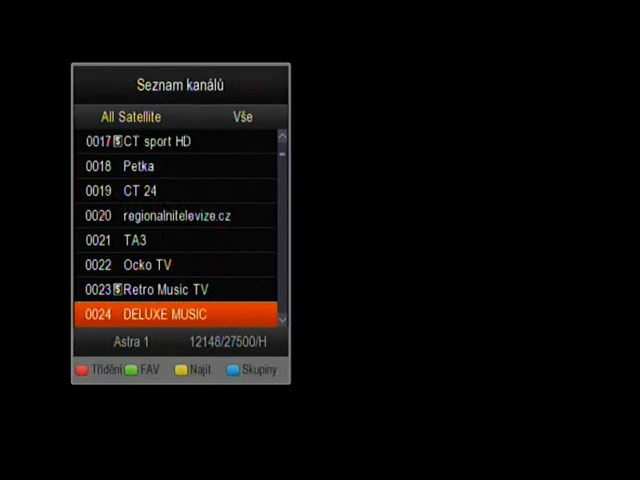 Seznam kanálů
All Satellite Vše
0017 $ CT sport HD
0018 Petka
0019 CT 24
0020 regionalnitelevize.cz
0021 TA3
0022 Ocko TV
0023 $ Retro Music TV
0024 DELUXE MUSIC
Astra 1 12148/27500/H
Třídění FAV Najít Skupiny